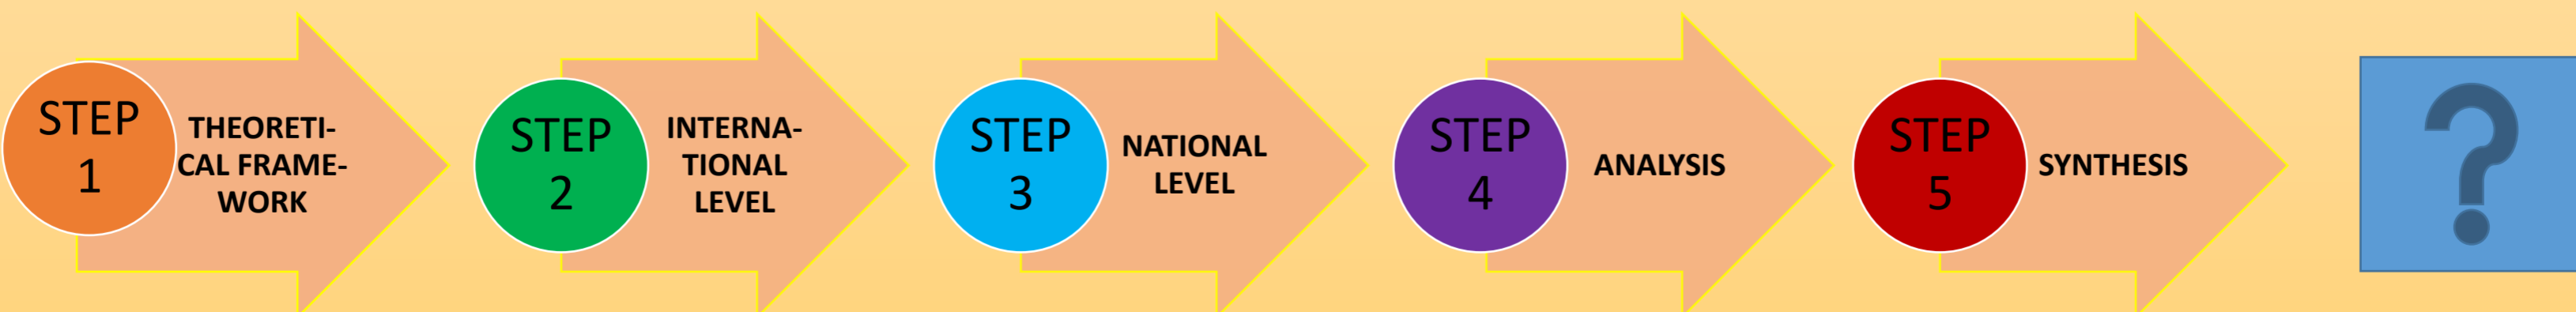 STEP
1
THEORETI-
CAL FRAME-
WORK
STEP
2
INTERNA-
TIONAL
LEVEL
STEP
3
NATIONAL
LEVEL
STEP
4
ANALYSIS
STEP
5
SYNTHESIS
?